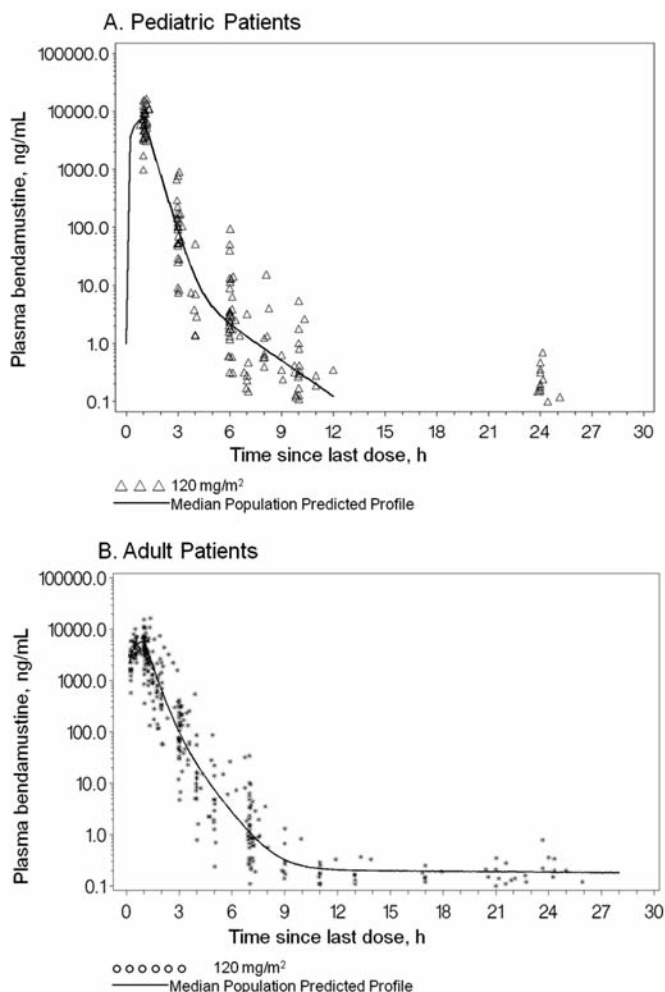 A. Pediatric Patients
100000.0
10000.0
1000.0
100.0
10.0
1.0
0.1
Plasma bendamustine, ng/mL
0 3 6 9 12 15 18 21 24 27 30
Time since last dose, h
120 mg/m²
Median Population Predicted Profile
B. Adult Patients
100000.0
10000.0
1000.0
100.0
10.0
1.0
0.1
Plasma bendamustine, ng/mL
0 3 6 9 12 15 18 21 24 27 30
Time since last dose, h
120 mg/m²
Median Population Predicted Profile